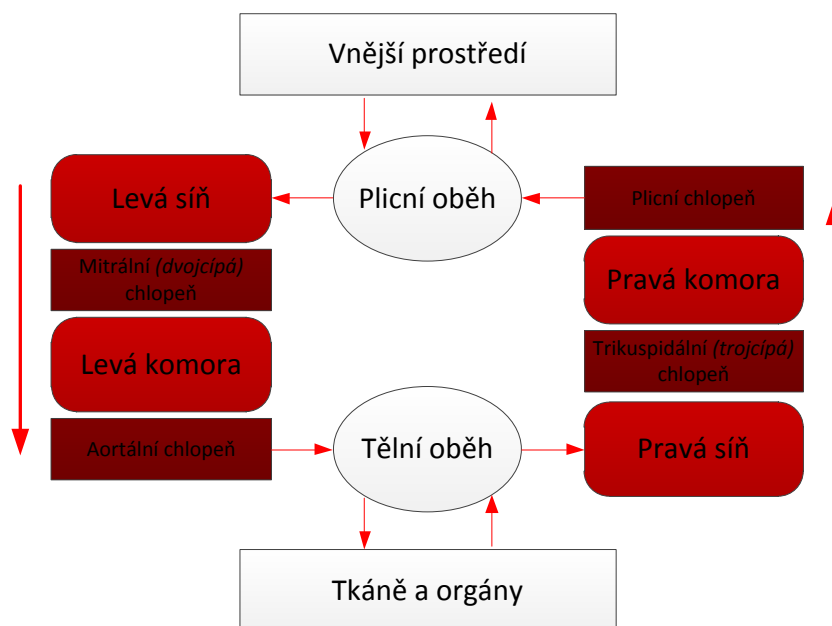 Vnější prostředí
Levá síň
Plicní oběh
Plicní chlopeň
Mitrální (dvojcípá)
chlopeň
Pravá komora
Levá komora
Trikuspidální (trojcípá)
chlopeň
Aortální chlopeň
Tělní oběh
Pravá síň
Tkáně a orgány